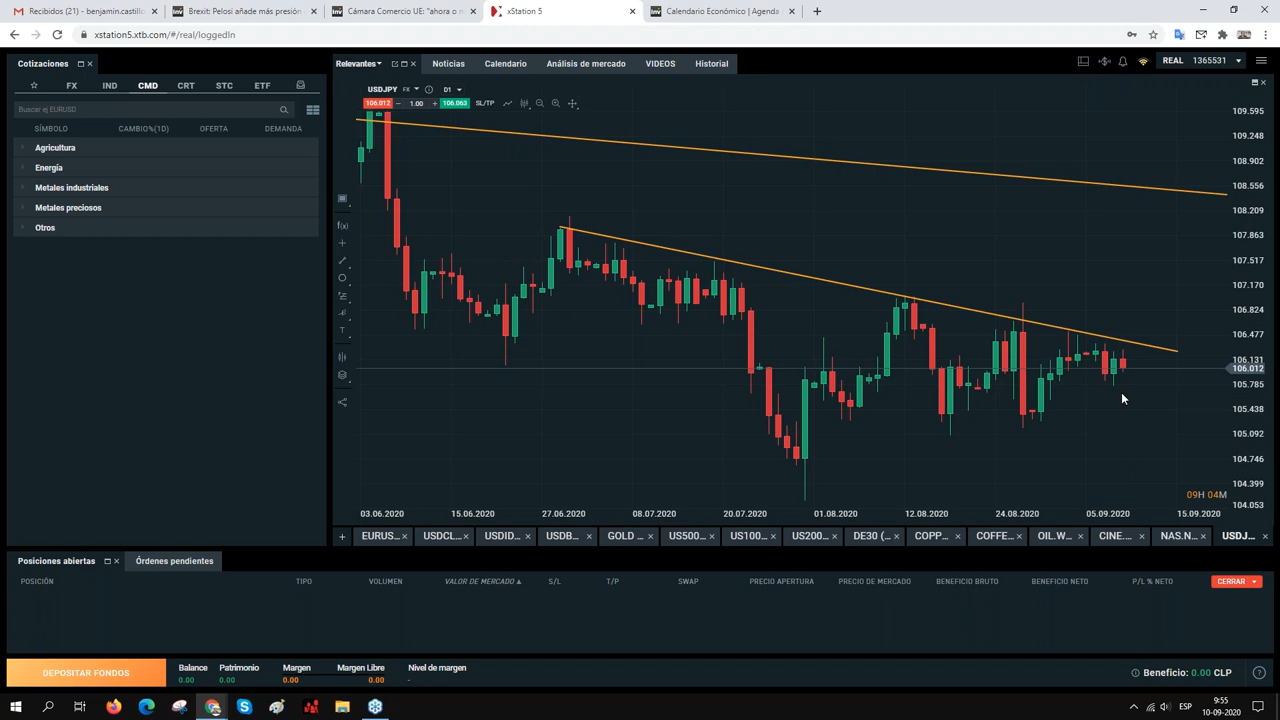 Recibidos (21) - benjamin.castillo
Brexit: Pelosi añade más presión
Cámara Comercio UE: "ahora o n
xStation 5
Calendario Económico | Agenda
xstation5.xtb.com/#/real/loggedIn
Cotizaciones
FX IND CMD CRT STC ETF
Buscar ej EURUSD
SÍMBOLO CAMBIO%(1D) OFERTA DEMANDA
Agricultura
Energía
Metales industriales
Metales preciosos
Otros
Relevantes Noticias Calendario Análisis de mercado VIDEOS Historial
REAL 1365531
USDJPY FX D1
106.012 − 1.00 + 106.063 SL/TP
109.595
109.248
108.902
108.556
108.209
107.863
107.517
107.170
106.824
106.477
106.131
106.012
105.785
105.438
105.092
104.746
104.399
104.053
09H 04M
03.06.2020 15.06.2020 27.06.2020 08.07.2020 20.07.2020 01.08.2020 12.08.2020 24.08.2020 05.09.2020 15.09.2020
+ EURUS... USDCL... USDID... USDB... GOLD ... US500... US100... US200... DE30 (... COPP... COFFE... OIL.W... CINE.... NAS.N... USDJ...
Posiciones abiertas Órdenes pendientes
POSICIÓN TIPO VOLUMEN VALOR DE MERCADO S/L T/P SWAP PRECIO APERTURA PRECIO DE MERCADO BENEFICIO BRUTO BENEFICIO NETO P/L % NETO CERRAR
DEPOSITAR FONDOS
Balance Patrimonio Margen Margen Libre Nivel de margen
0.00 0.00 0.00 0.00 -
Beneficio: 0.00 CLP
ESP
9:55
10-09-2020